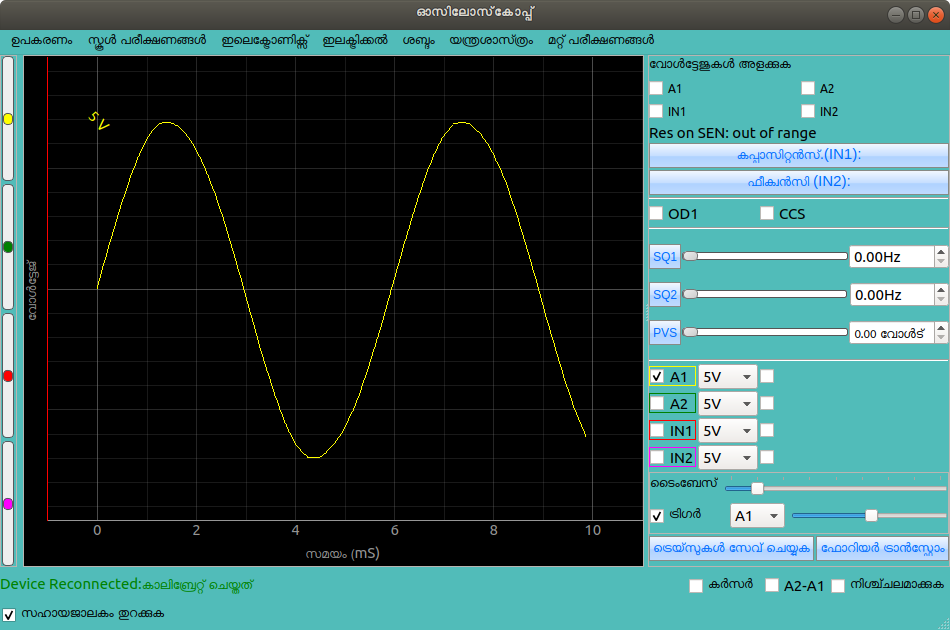 ഓസിലോസ്കോപ്പ്
ഉപകരണം സ്കൂൾ പരീക്ഷണങ്ങൾ ഇലെക്ട്രോണിക്സ് ഇലക്ട്രിക്കൽ ശബ്ദം യന്ത്രശാസ്ത്രം മറ്റ് പരീക്ഷണങ്ങൾ
വോൾട്ടേജുകൾ അളക്കുക
A1 A2
IN1 IN2
Res on SEN: out of range
കപ്പാസിറ്റൻസ്.(IN1):
ഫീക്വൻസി (IN2):
OD1 CCS
SQ1 0.00Hz
SQ2 0.00Hz
PVS 0.00 വോൾട്
A1 5V
A2 5V
IN1 5V
IN2 5V
ടൈംബേസ്
ട്രിഗർ A1
ട്രെയ്സുകൾ സേവ് ചെയ്യുക ഫോറിയർ ട്രാൻസ്ഫോം
5 V
വോൾട്ടേജ്
0 2 4 6 8 10
സമയം (mS)
Device Reconnected:കാലിബ്രേറ്റ് ചെയ്തത്
കർസർ A2-A1 നിശ്ചലമാക്കുക
സഹായജാലകം തുറക്കുക